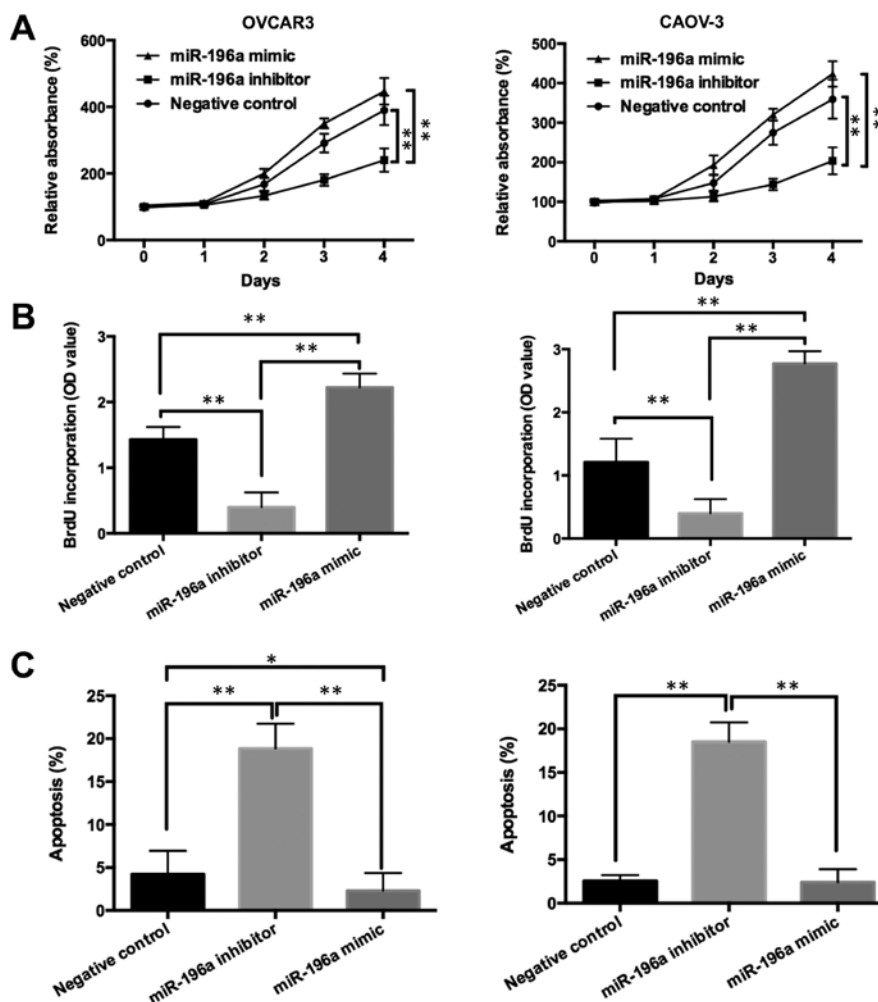 A
OVCAR3
600
400
200
0
Relative absorbance (%)
miR-196a mimic
miR-196a inhibitor
Negative control
**
**
0 1 2 3 4
Days
CAOV-3
500
400
300
200
100
0
Relative absorbance (%)
miR-196a mimic
miR-196a inhibitor
Negative control
**
**
0 1 2 3 4
Days
B
BrdU incorporation (OD value)
3
2
1
0
**
**
**
Negative control
miR-196a inhibitor
miR-196a mimic
BrdU incorporation (OD value)
3
2
1
0
**
**
**
Negative control
miR-196a inhibitor
miR-196a mimic
C
Apoptosis (%)
25
20
15
10
5
0
*
** **
Negative control
miR-196a inhibitor
miR-196a mimic
Apoptosis (%)
25
20
15
10
5
0
** **
Negative control
miR-196a inhibitor
miR-196a mimic